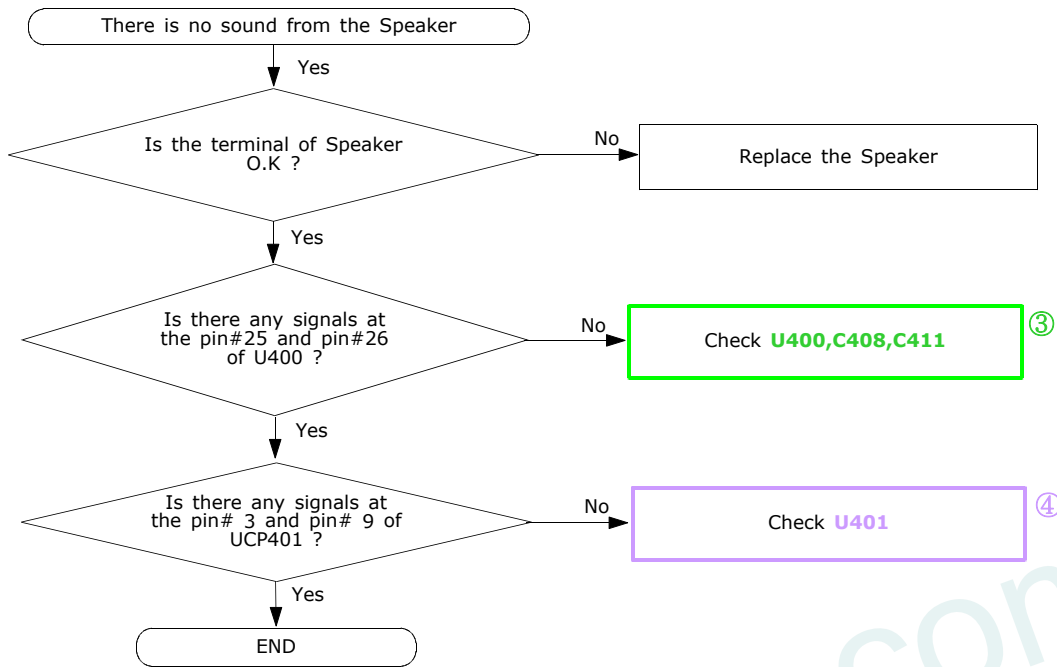 There is no sound from the Speaker
Yes
Is the terminal of Speaker
O.K ?
No
Replace the Speaker
Yes
Is there any signals at
the pin#25 and pin#26
of U400 ?
No
Check U400,C408,C411
③
Yes
Is there any signals at
the pin# 3 and pin# 9 of
UCP401 ?
No
Check U401
④
Yes
END
com